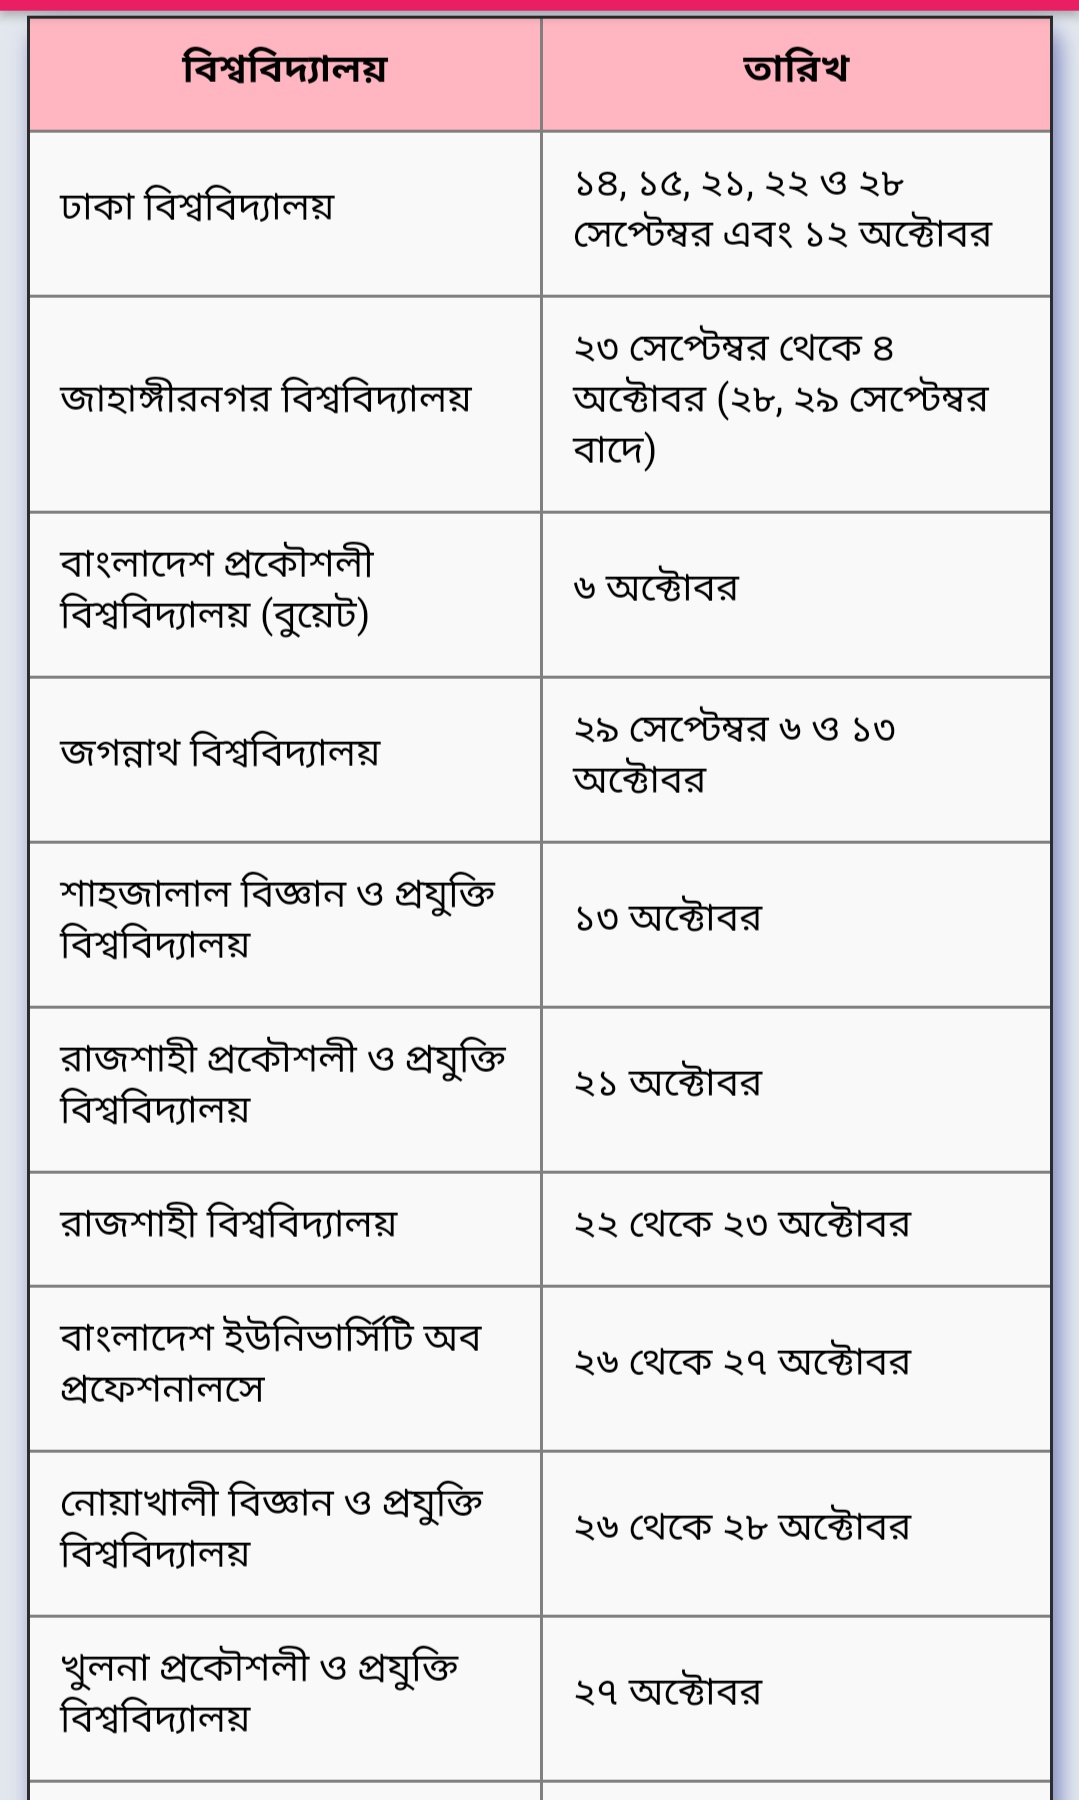 বিশ্ববিদ্যালয়
তারিখ
ঢাকা বিশ্ববিদ্যালয়
১৪, ১৫, ২১, ২২ ও ২৮
সেপ্টেম্বর এবং ১২ অক্টোবর
জাহাঙ্গীরনগর বিশ্ববিদ্যালয়
২৩ সেপ্টেম্বর থেকে ৪
অক্টোবর (২৮, ২৯ সেপ্টেম্বর
বাদে)
বাংলাদেশ প্রকৌশলী
বিশ্ববিদ্যালয় (বুয়েট)
৬ অক্টোবর
জগন্নাথ বিশ্ববিদ্যালয়
২৯ সেপ্টেম্বর ৬ ও ১৩
অক্টোবর
শাহজালাল বিজ্ঞান ও প্রযুক্তি
বিশ্ববিদ্যালয়
১৩ অক্টোবর
রাজশাহী প্রকৌশলী ও প্রযুক্তি
বিশ্ববিদ্যালয়
২১ অক্টোবর
রাজশাহী বিশ্ববিদ্যালয়
২২ থেকে ২৩ অক্টোবর
বাংলাদেশ ইউনিভার্সিটি অব
প্রফেশনালসে
২৬ থেকে ২৭ অক্টোবর
নোয়াখালী বিজ্ঞান ও প্রযুক্তি
বিশ্ববিদ্যালয়
২৬ থেকে ২৮ অক্টোবর
খুলনা প্রকৌশলী ও প্রযুক্তি
বিশ্ববিদ্যালয়
২৭ অক্টোবর